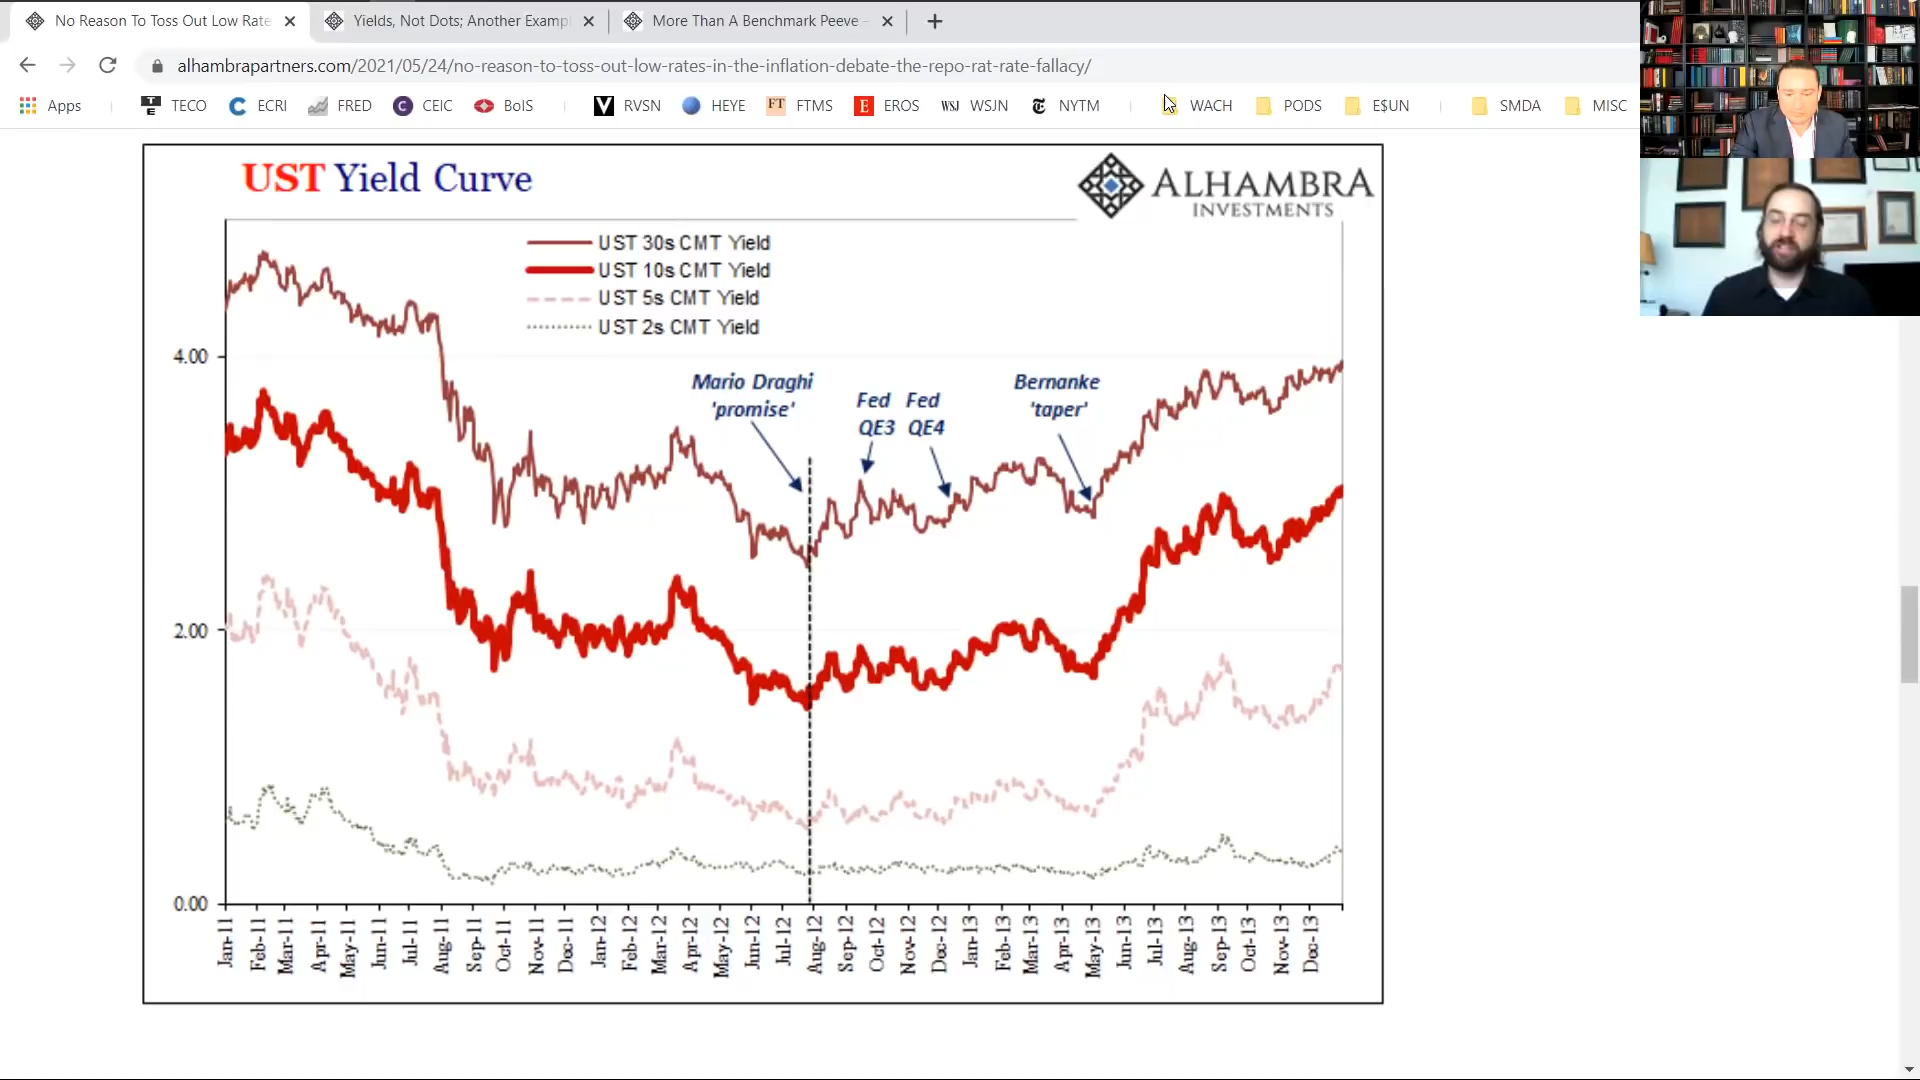 No Reason To Toss Out Low Rate
Yields, Not Dots; Another Examp
More Than A Benchmark Peeve -
alhambrapartners.com/2021/05/24/no-reason-to-toss-out-low-rates-in-the-inflation-debate-the-repo-rat-rate-fallacy/
Apps TECO ECRI FRED CEIC BoIS RVSN HEYE FT FTMS EROS WSJ WSJN NYTM WACH PODS E$UN SMDA MISC
UST Yield Curve
ALHAMBRA
INVESTMENTS
UST 30s CMT Yield
UST 10s CMT Yield
UST 5s CMT Yield
UST 2s CMT Yield
4.00
2.00
0.00
Mario Draghi
'promise'
Fed
QE3
Fed
QE4
Bernanke
'taper'
Jan-11
Feb-11
Mar-11
Apr-11
May-11
Jun-11
Jul-11
Aug-11
Sep-11
Oct-11
Nov-11
Dec-11
Jan-12
Feb-12
Mar-12
Apr-12
May-12
Jun-12
Jul-12
Aug-12
Sep-12
Oct-12
Nov-12
Dec-12
Jan-13
Feb-13
Mar-13
Apr-13
May-13
Jun-13
Jul-13
Aug-13
Sep-13
Oct-13
Nov-13
Dec-13